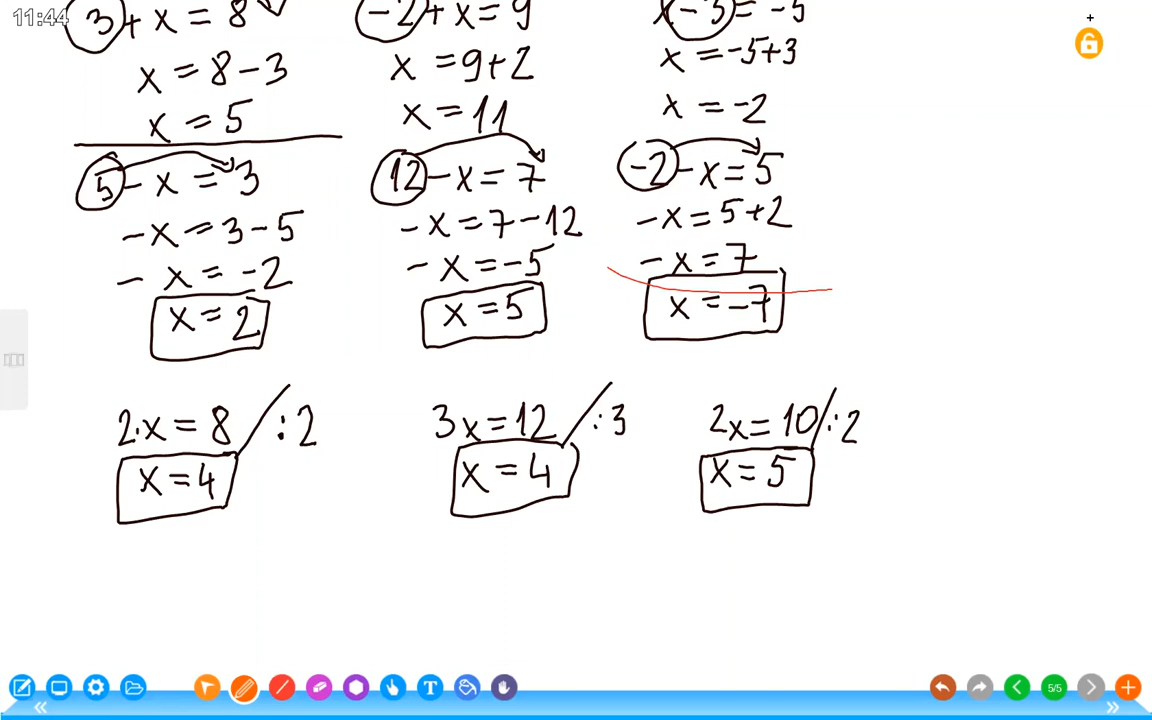 11:44
3 + x = 8
x = 8 - 3
x = 5
-2 + x = 9
x = 9 + 2
x = 11
x - 3 = -5
x = -5 + 3
x = -2
5 - x = 3
-x = 3 - 5
-x = -2
x = 2
12 - x = 7
-x = 7 - 12
-x = -5
x = 5
-2 - x = 5
-x = 5 + 2
-x = 7
x = -7
2·x = 8 / :2
x = 4
3x = 12 / :3
x = 4
2x = 10 / :2
x = 5
T
5/5